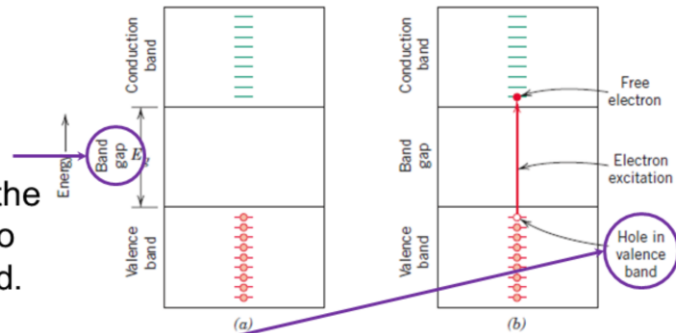 Conduction
band
Band
gap
E_g
Energy
Valence
band
(a)
the
o
d.
Conduction
band
Band
gap
Valence
band
(b)
Free
electron
Electron
excitation
Hole in
valence
band